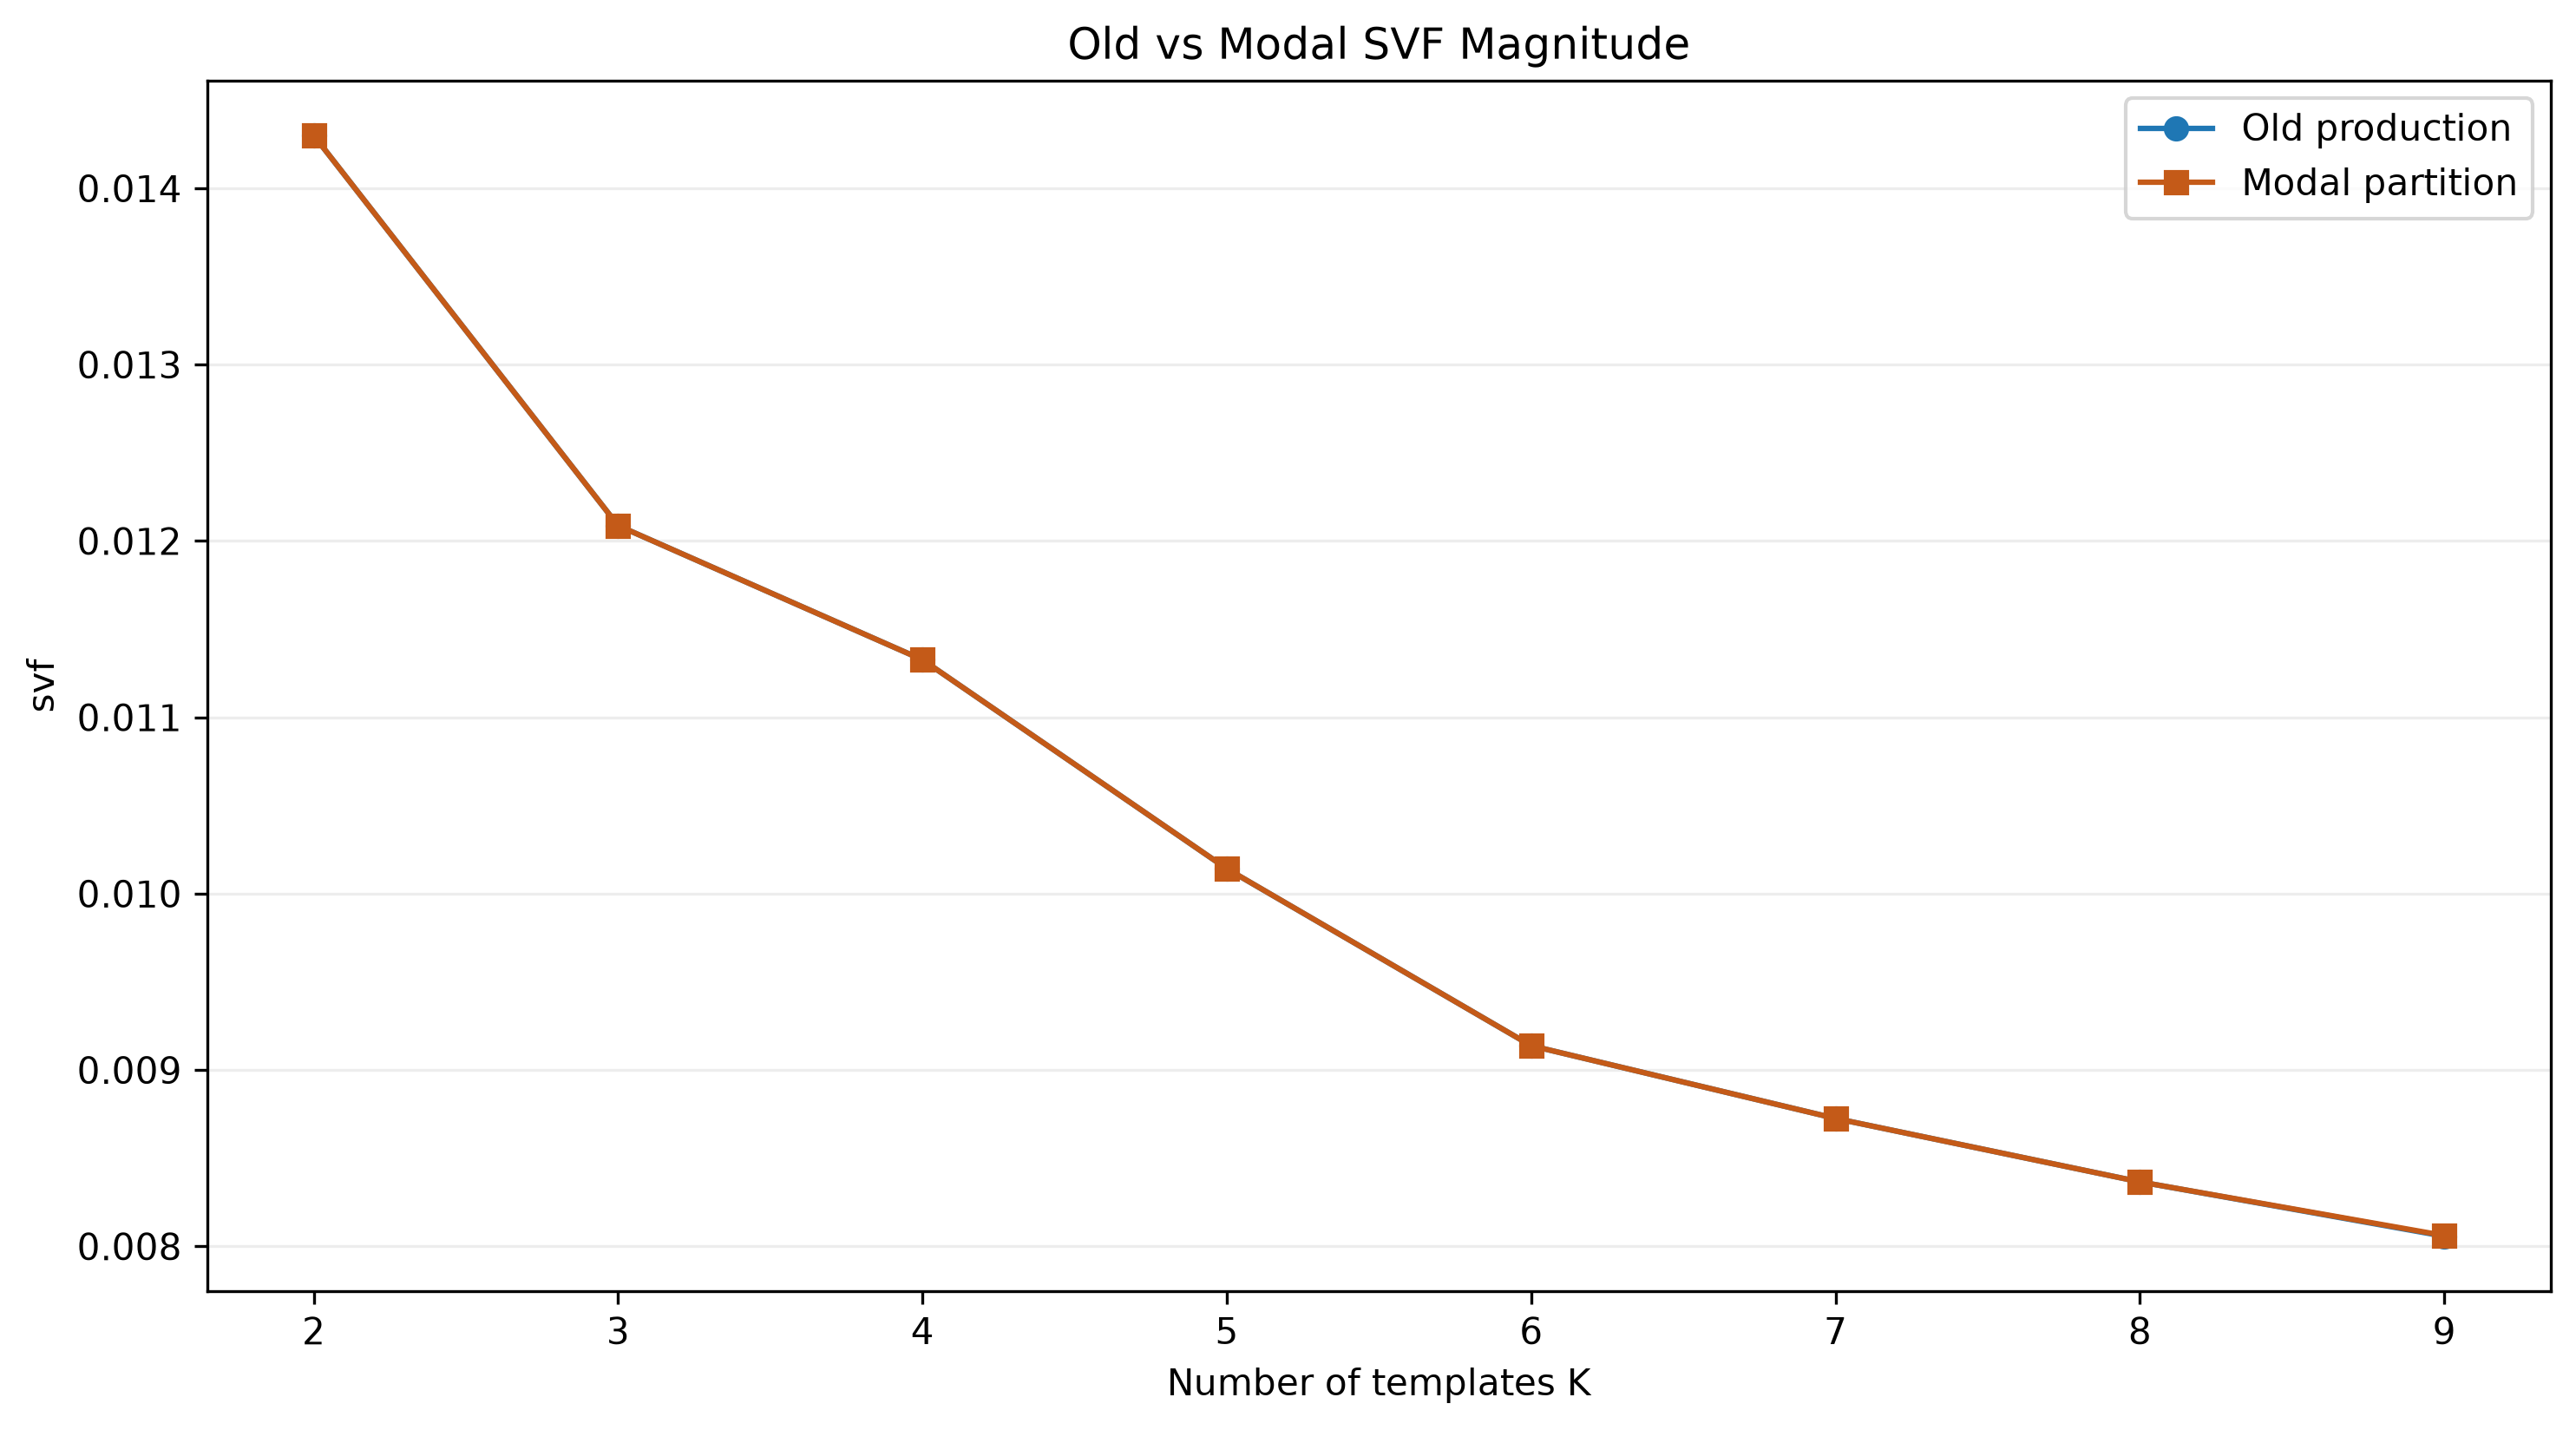 Old vs Modal SVF Magnitude
Old production
Modal partition
svf
0.014
0.013
0.012
0.011
0.010
0.009
0.008
2 3 4 5 6 7 8 9
Number of templates K